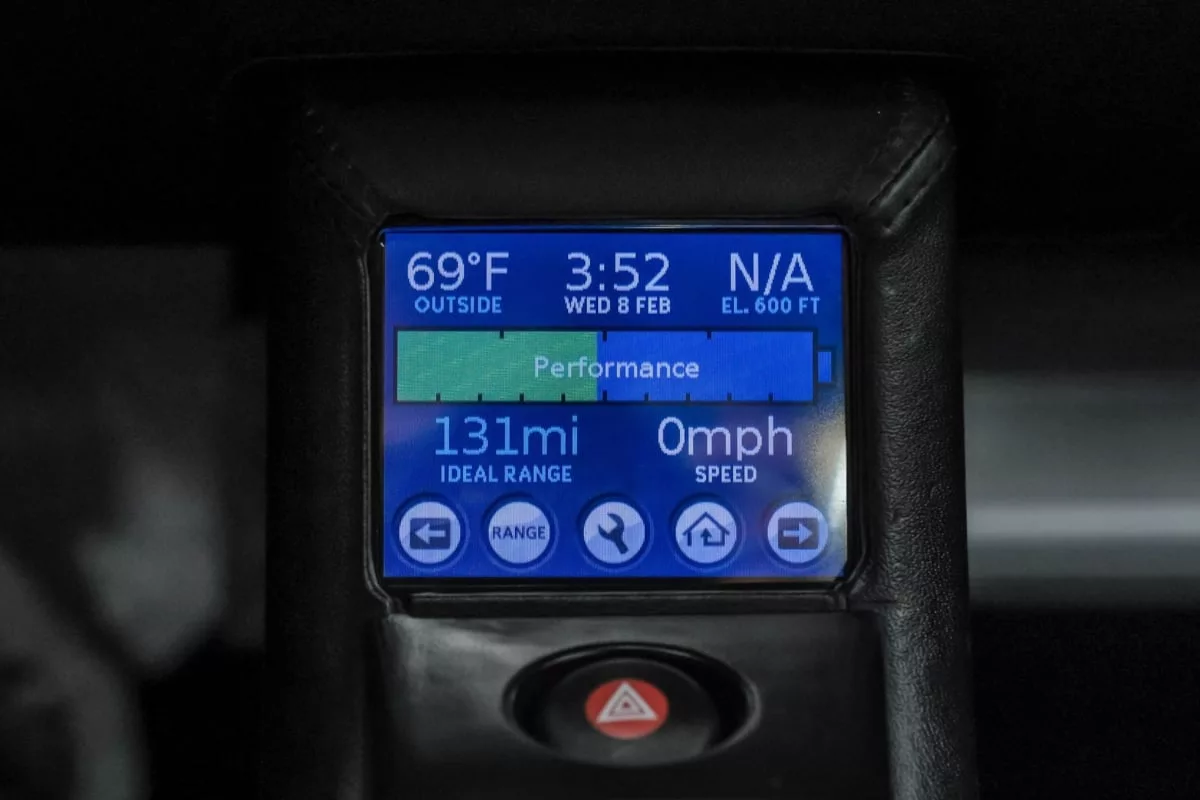 69°F 3:52 N/A
OUTSIDE WED 8 FEB EL. 600 FT
Performance
131mi 0mph
IDEAL RANGE SPEED
RANGE